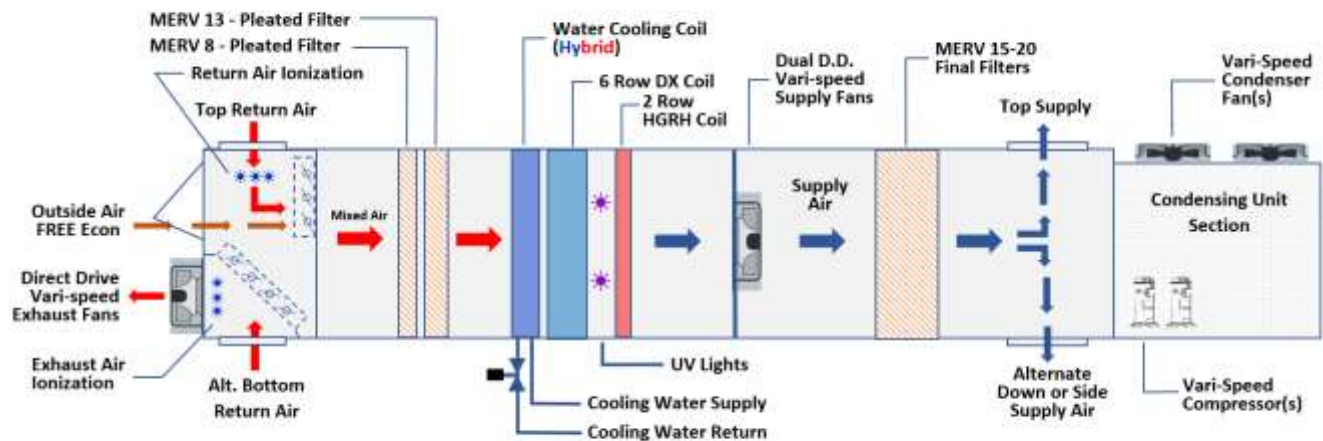 MERV 13 - Pleated Filter
MERV 8 - Pleated Filter
Return Air Ionization
Top Return Air
Outside Air
FREE Econ
Direct Drive
Vari-speed
Exhaust Fans
Exhaust Air
Ionization
Alt. Bottom
Return Air
Mixed Air
Water Cooling Coil
(Hybrid)
6 Row DX Coil
2 Row
HGRH Coil
UV Lights
Cooling Water Supply
Cooling Water Return
Dual D.D.
Vari-speed
Supply Fans
Supply
Air
MERV 15-20
Final Filters
Top Supply
Alternate
Down or Side
Supply Air
Vari-Speed
Condenser
Fan(s)
Condensing Unit
Section
Vari-Speed
Compressor(s)